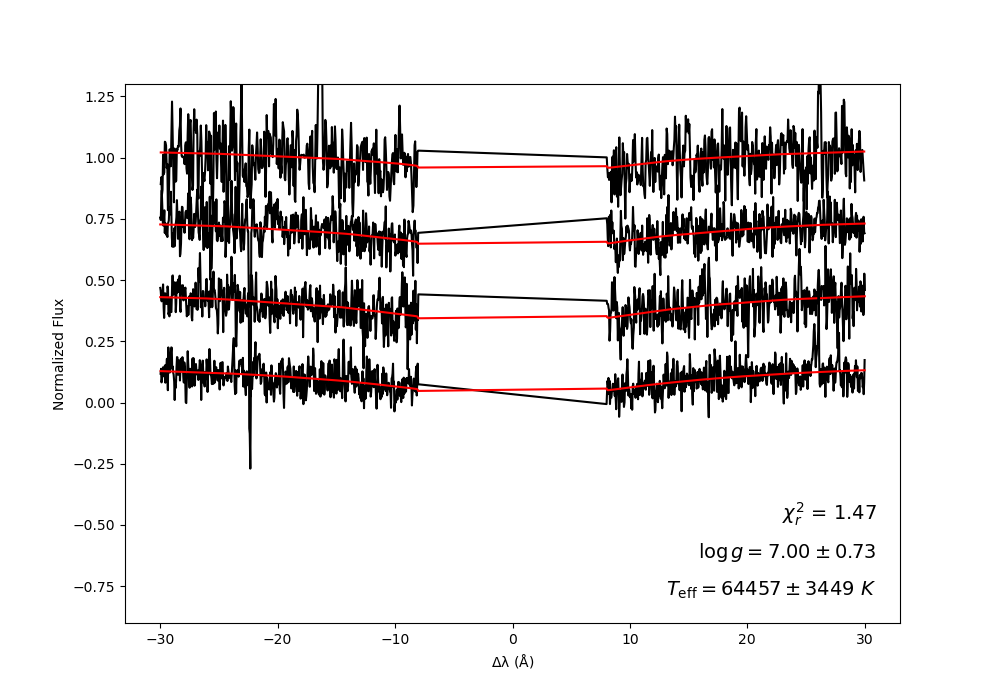 1.25
1.00
0.75
0.50
0.25
0.00
−0.25
−0.50
−0.75
Normalized Flux
χ²ᵣ = 1.47
log g = 7.00 ± 0.73
T_eff = 64457 ± 3449 K
−30 −20 −10 0 10 20 30
Δλ (Å)